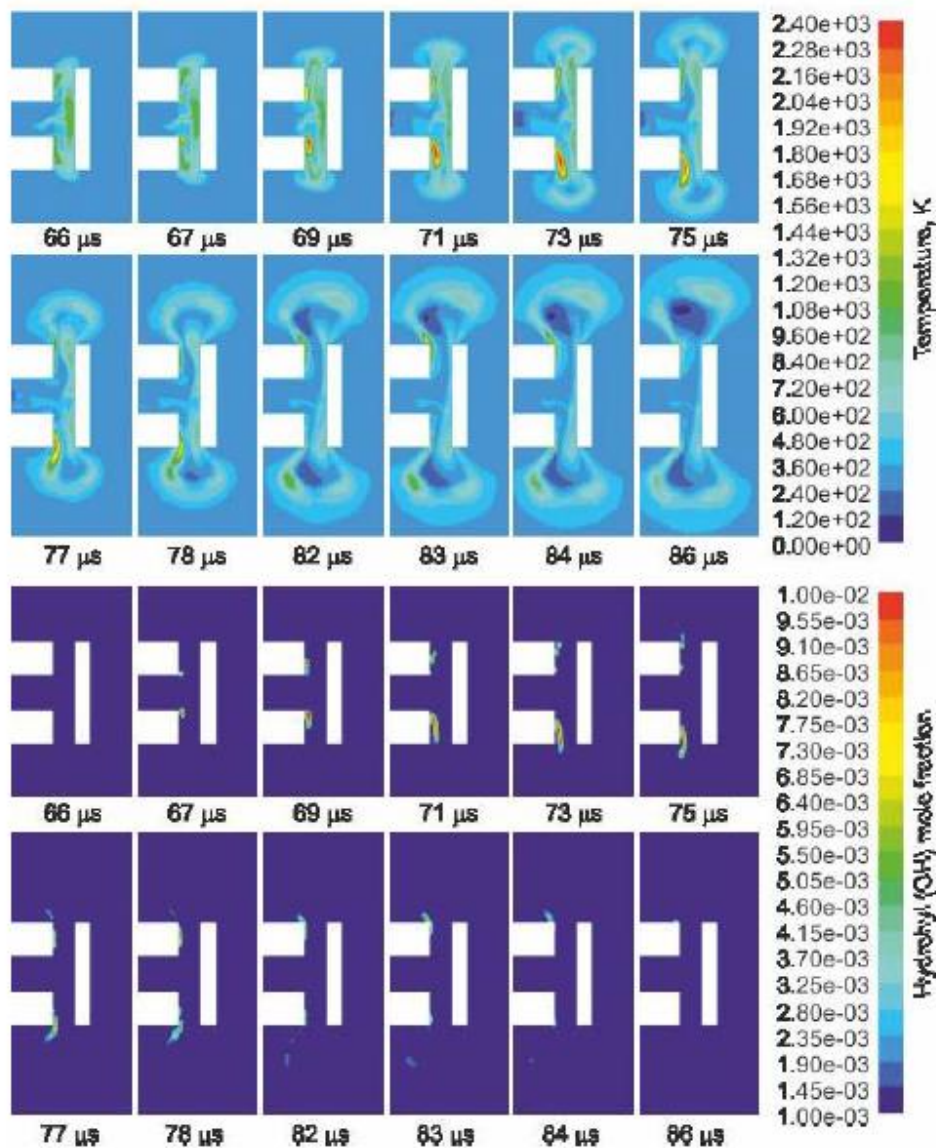 66 µs 67 µs 69 µs 71 µs 73 µs 75 µs
77 µs 78 µs 82 µs 83 µs 84 µs 86 µs
2.40e+03
2.28e+03
2.16e+03
2.04e+03
1.92e+03
1.80e+03
1.68e+03
1.56e+03
1.44e+03
1.32e+03
1.20e+03
1.08e+03
9.60e+02
8.40e+02
7.20e+02
6.00e+02
4.80e+02
3.60e+02
2.40e+02
1.20e+02
0.00e+00
Temperature, K
66 µs 67 µs 69 µs 71 µs 73 µs 75 µs
77 µs 78 µs 82 µs 83 µs 84 µs 86 µs
1.00e-02
9.55e-03
9.10e-03
8.65e-03
8.20e-03
7.75e-03
7.30e-03
6.85e-03
6.40e-03
5.95e-03
5.50e-03
5.05e-03
4.60e-03
4.15e-03
3.70e-03
3.25e-03
2.80e-03
2.35e-03
1.90e-03
1.45e-03
1.00e-03
Hydrohyl (OH) mole fraction